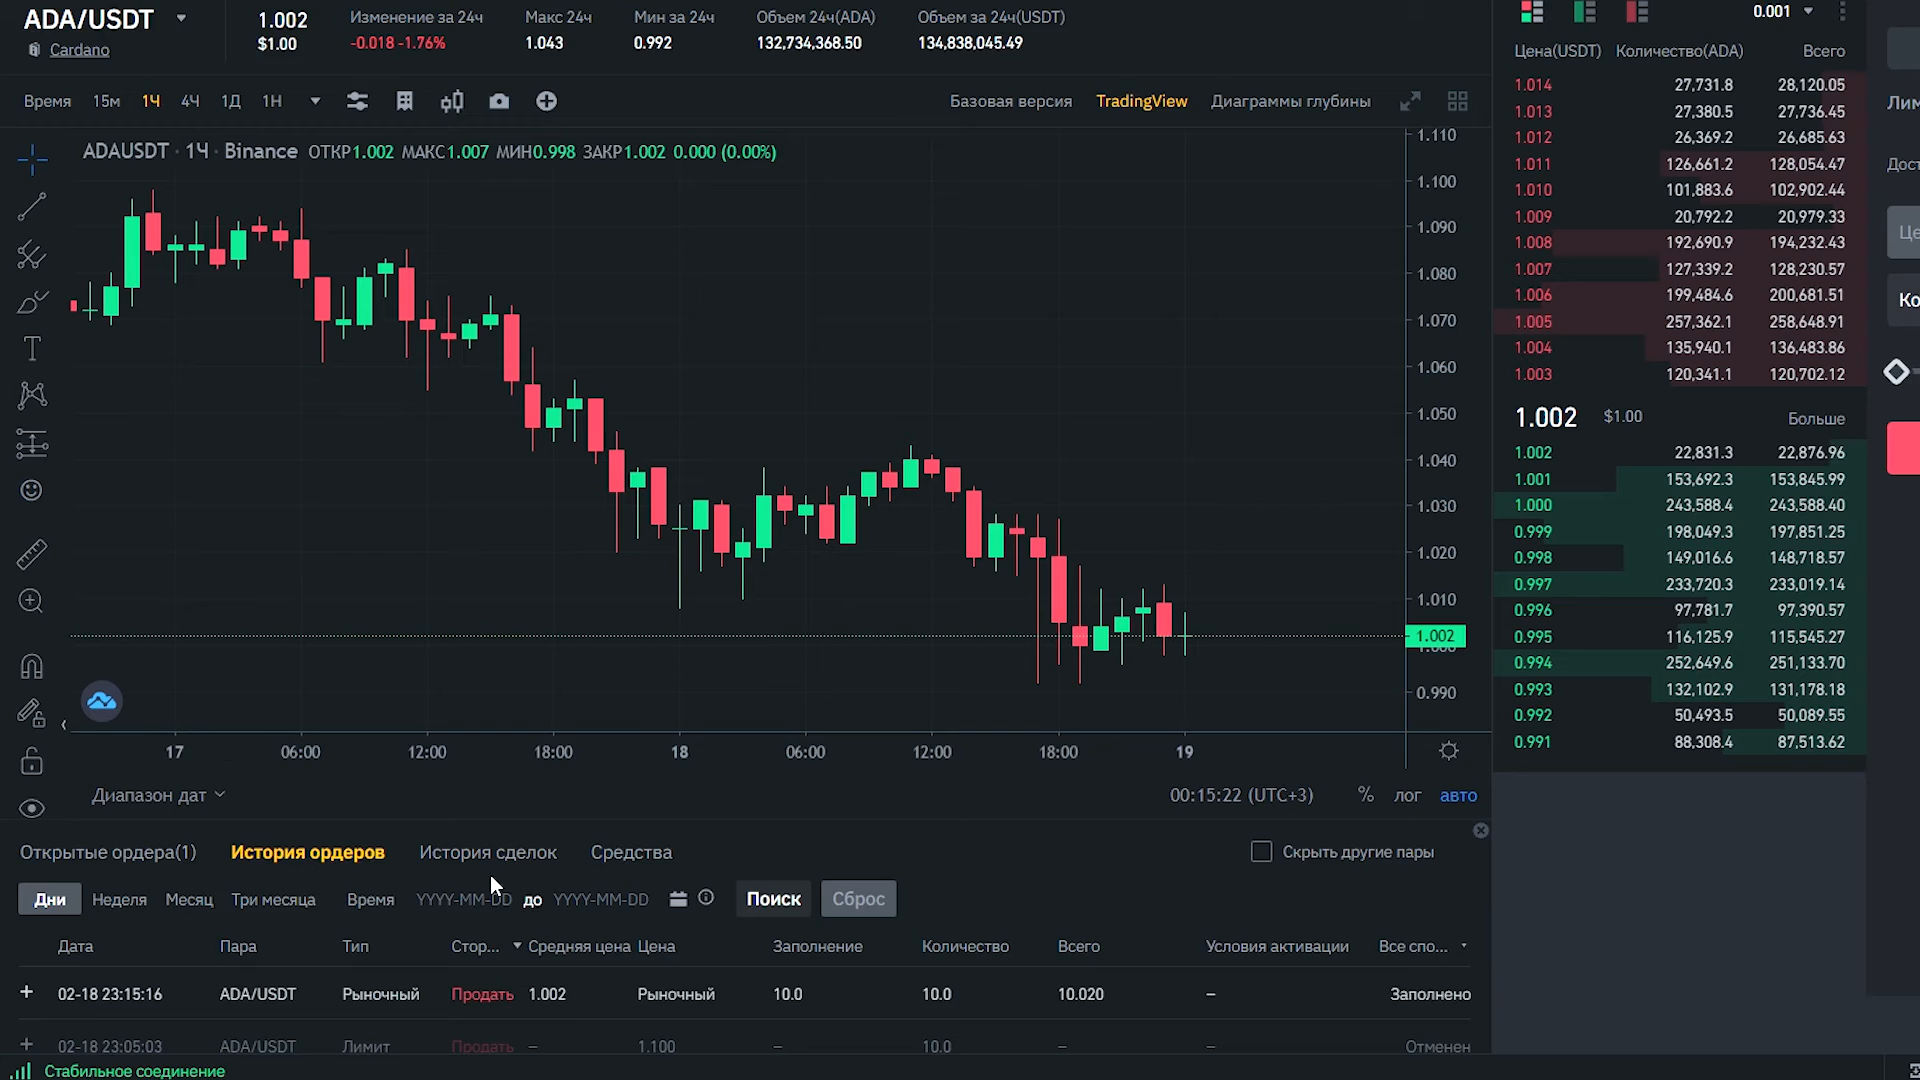 ADA/USDT
Cardano
1.002
$1.00
Изменение за 24ч
-0.018 -1.76%
Макс 24ч
1.043
Мин за 24ч
0.992
Объем 24ч(ADA)
132,734,368.50
Объем за 24ч(USDT)
134,838,045.49
Время 15м 1Ч 4Ч 1Д 1Н
Базовая версия TradingView Диаграммы глубины
ADAUSDT · 1Ч · Binance ОТКР1.002 МАКС1.007 МИН0.998 ЗАКР1.002 0.000 (0.00%)
1.110
1.100
1.090
1.080
1.070
1.060
1.050
1.040
1.030
1.020
1.010
1.002
1.000
0.990
17 06:00 12:00 18:00 18 06:00 12:00 18:00 19
Диапазон дат
00:15:22 (UTC+3) % лог авто
0.001
Цена(USDT) Количество(ADA) Всего
1.014 27,731.8 28,120.05
1.013 27,380.5 27,736.45
1.012 26,369.2 26,685.63
1.011 126,661.2 128,054.47
1.010 101,883.6 102,902.44
1.009 20,792.2 20,979.33
1.008 192,690.9 194,232.43
1.007 127,339.2 128,230.57
1.006 199,484.6 200,681.51
1.005 257,362.1 258,648.91
1.004 135,940.1 136,483.86
1.003 120,341.1 120,702.12
1.002 $1.00 Больше
1.002 22,831.3 22,876.96
1.001 153,692.3 153,845.99
1.000 243,588.4 243,588.40
0.999 198,049.3 197,851.25
0.998 149,016.6 148,718.57
0.997 233,720.3 233,019.14
0.996 97,781.7 97,390.57
0.995 116,125.9 115,545.27
0.994 252,649.6 251,133.70
0.993 132,102.9 131,178.18
0.992 50,493.5 50,089.55
0.991 88,308.4 87,513.62
Лим
Дост
Це
Ко
Открытые ордера(1) История ордеров История сделок Средства
Скрыть другие пары
Дни Неделя Месяц Три месяца Время YYYY-MM-DD до YYYY-MM-DD Поиск Сброс
Дата Пара Тип Стор... Средняя цена Цена Заполнение Количество Всего Условия активации Все спо...
02-18 23:15:16 ADA/USDT Рыночный Продать 1.002 Рыночный 10.0 10.0 10.020 – Заполнено
02-18 23:05:03 ADA/USDT Лимит Продать – 1.100 – 10.0 – – Отменен
Стабильное соединение